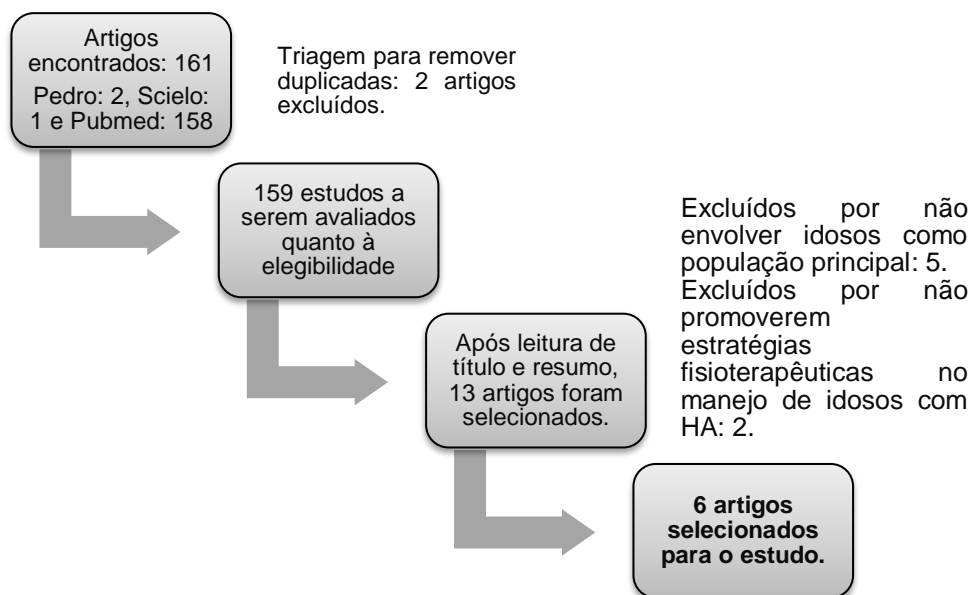 Artigos
encontrados: 161
Pedro: 2, Scielo:
1 e Pubmed: 158
Triagem para remover
duplicadas: 2 artigos
excluídos.
159 estudos a
serem avaliados
quanto à
elegibilidade
Excluídos por não
envolver idosos como
população principal: 5.
Excluídos por não
promoverem
estratégias
fisioterapêuticas no
manejo de idosos com
HA: 2.
Após leitura de
título e resumo,
13 artigos foram
selecionados.
6 artigos
selecionados
para o estudo.